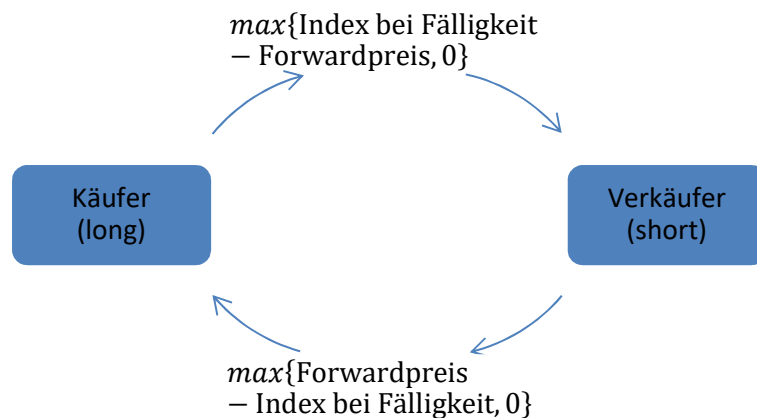 max{Index bei Fälligkeit
− Forwardpreis, 0}
Käufer
(long)
Verkäufer
(short)
max{Forwardpreis
− Index bei Fälligkeit, 0}